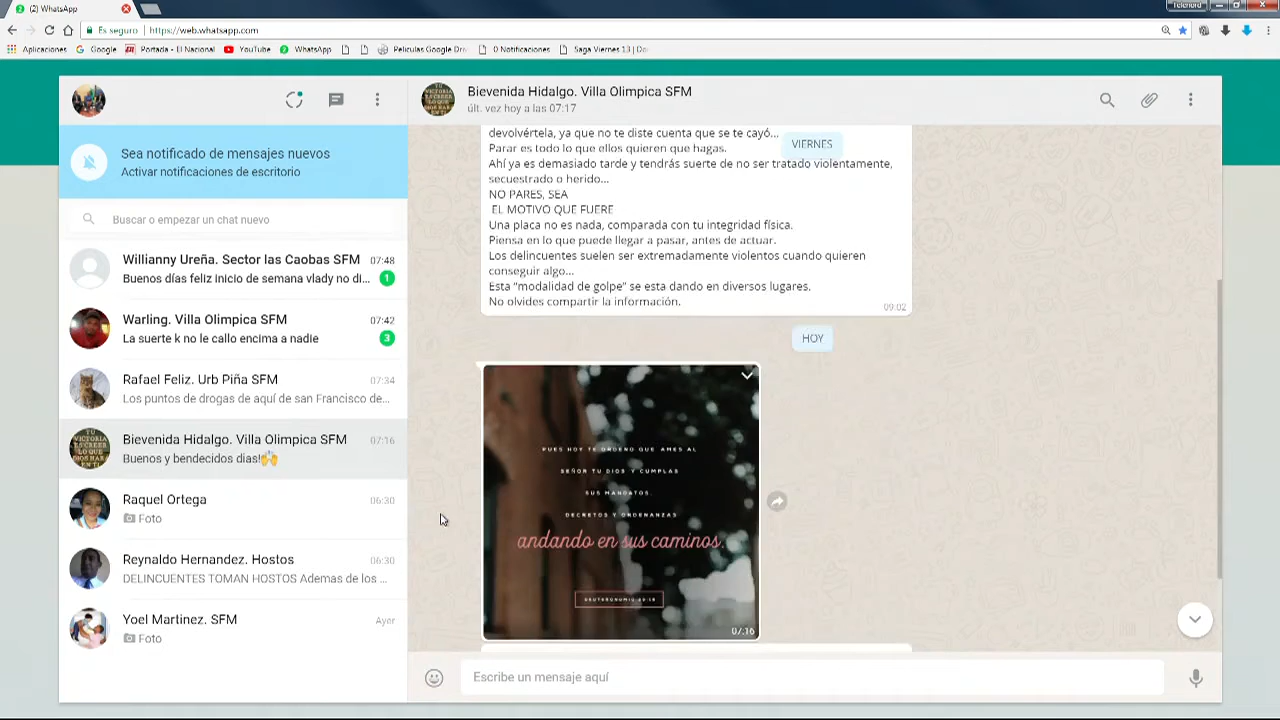 (2) WhatsApp
Telenord
Es seguro
https://web.whatsapp.com
Aplicaciones
Google
Portada - El Nacional
YouTube
WhatsApp
Peliculas Google Dri
0 Notificaciones
Saga Viernes 13 | Do
Bievenida Hidalgo. Villa Olimpica SFM
últ. vez hoy a las 07:17
Sea notificado de mensajes nuevos
Activar notificaciones de escritorio
Buscar o empezar un chat nuevo
Willianny Ureña. Sector las Caobas SFM 07:48
Buenos días feliz inicio de semana vlady no di... 1
Warling. Villa Olimpica SFM 07:42
La suerte k no le callo encima a nadie 3
Rafael Feliz. Urb Piña SFM 07:34
Los puntos de drogas de aquí de san Francisco de...
Bievenida Hidalgo. Villa Olimpica SFM 07:16
Buenos y bendecidos dias!🙌
TU
VICTORIA
ES CREER
LO QUE
DIOS HARA
EN TI
Raquel Ortega 06:30
Foto
Reynaldo Hernandez. Hostos 06:30
DELINCUENTES TOMAN HOSTOS Ademas de los ...
Yoel Martinez. SFM Ayer
Foto
devolvértela, ya que no te diste cuenta que se te cayó...
VIERNES
Parar es todo lo que ellos quieren que hagas.
Ahí ya es demasiado tarde y tendrás suerte de no ser tratado violentamente,
secuestrado o herido...
NO PARES, SEA
EL MOTIVO QUE FUERE
Una placa no es nada, comparada con tu integridad física.
Piensa en lo que puede llegar a pasar, antes de actuar.
Los delincuentes suelen ser extremadamente violentos cuando quieren
conseguir algo...
Esta “modalidad de golpe” se esta dando en diversos lugares.
No olvides compartir la información.
09:02
HOY
PUES HOY TE ORDENO QUE AMES AL
SEÑOR TU DIOS Y CUMPLAS
SUS MANDATOS.
DECRETOS Y ORDENANZAS
andando en sus caminos.
07:16
Escribe un mensaje aquí